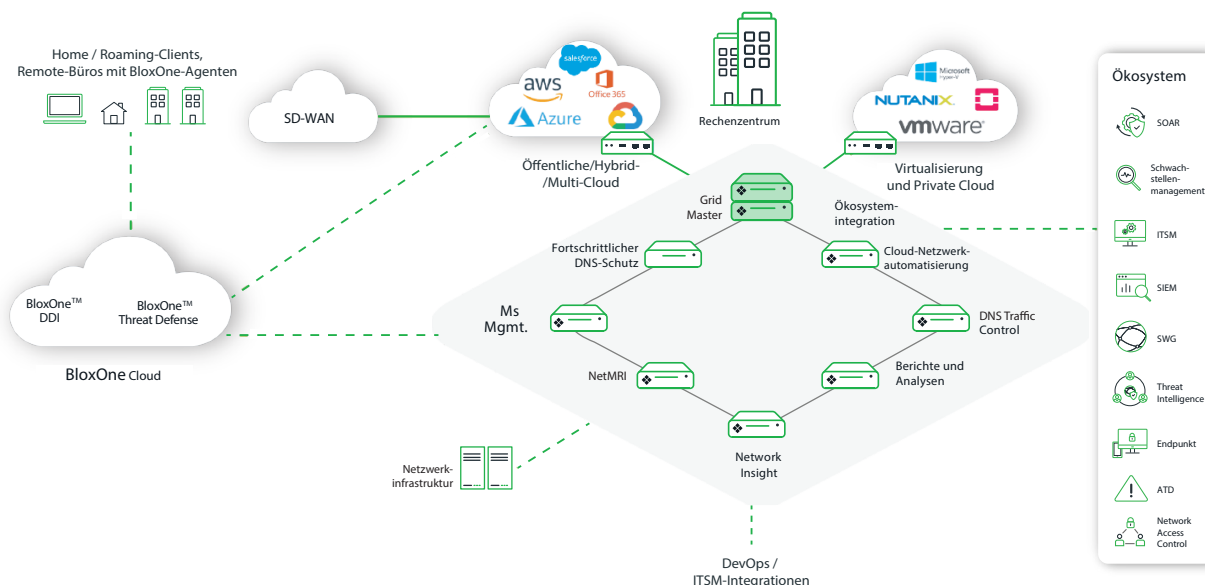 Home / Roaming-Clients,
Remote-Büros mit BloxOne-Agenten
SD-WAN
salesforce
aws
Office 365
Azure
Öffentliche/Hybrid-
/Multi-Cloud
Rechenzentrum
Microsoft
Hyper-V
NUTANIX
vmware
Virtualisierung
und Private Cloud
Grid
Master
Ökosystem-
integration
Fortschrittlicher
DNS-Schutz
Cloud-Netzwerk-
automatisierung
BloxOne™
DDI
BloxOne™
Threat Defense
BloxOne Cloud
Ms
Mgmt.
DNS Traffic
Control
NetMRI
Berichte und
Analysen
Network
Insight
Netzwerk-
infrastruktur
DevOps /
ITSM-Integrationen
Ökosystem
SOAR
Schwach-
stellen-
management
ITSM
SIEM
SWG
Threat
Intelligence
Endpunkt
ATD
Network
Access
Control